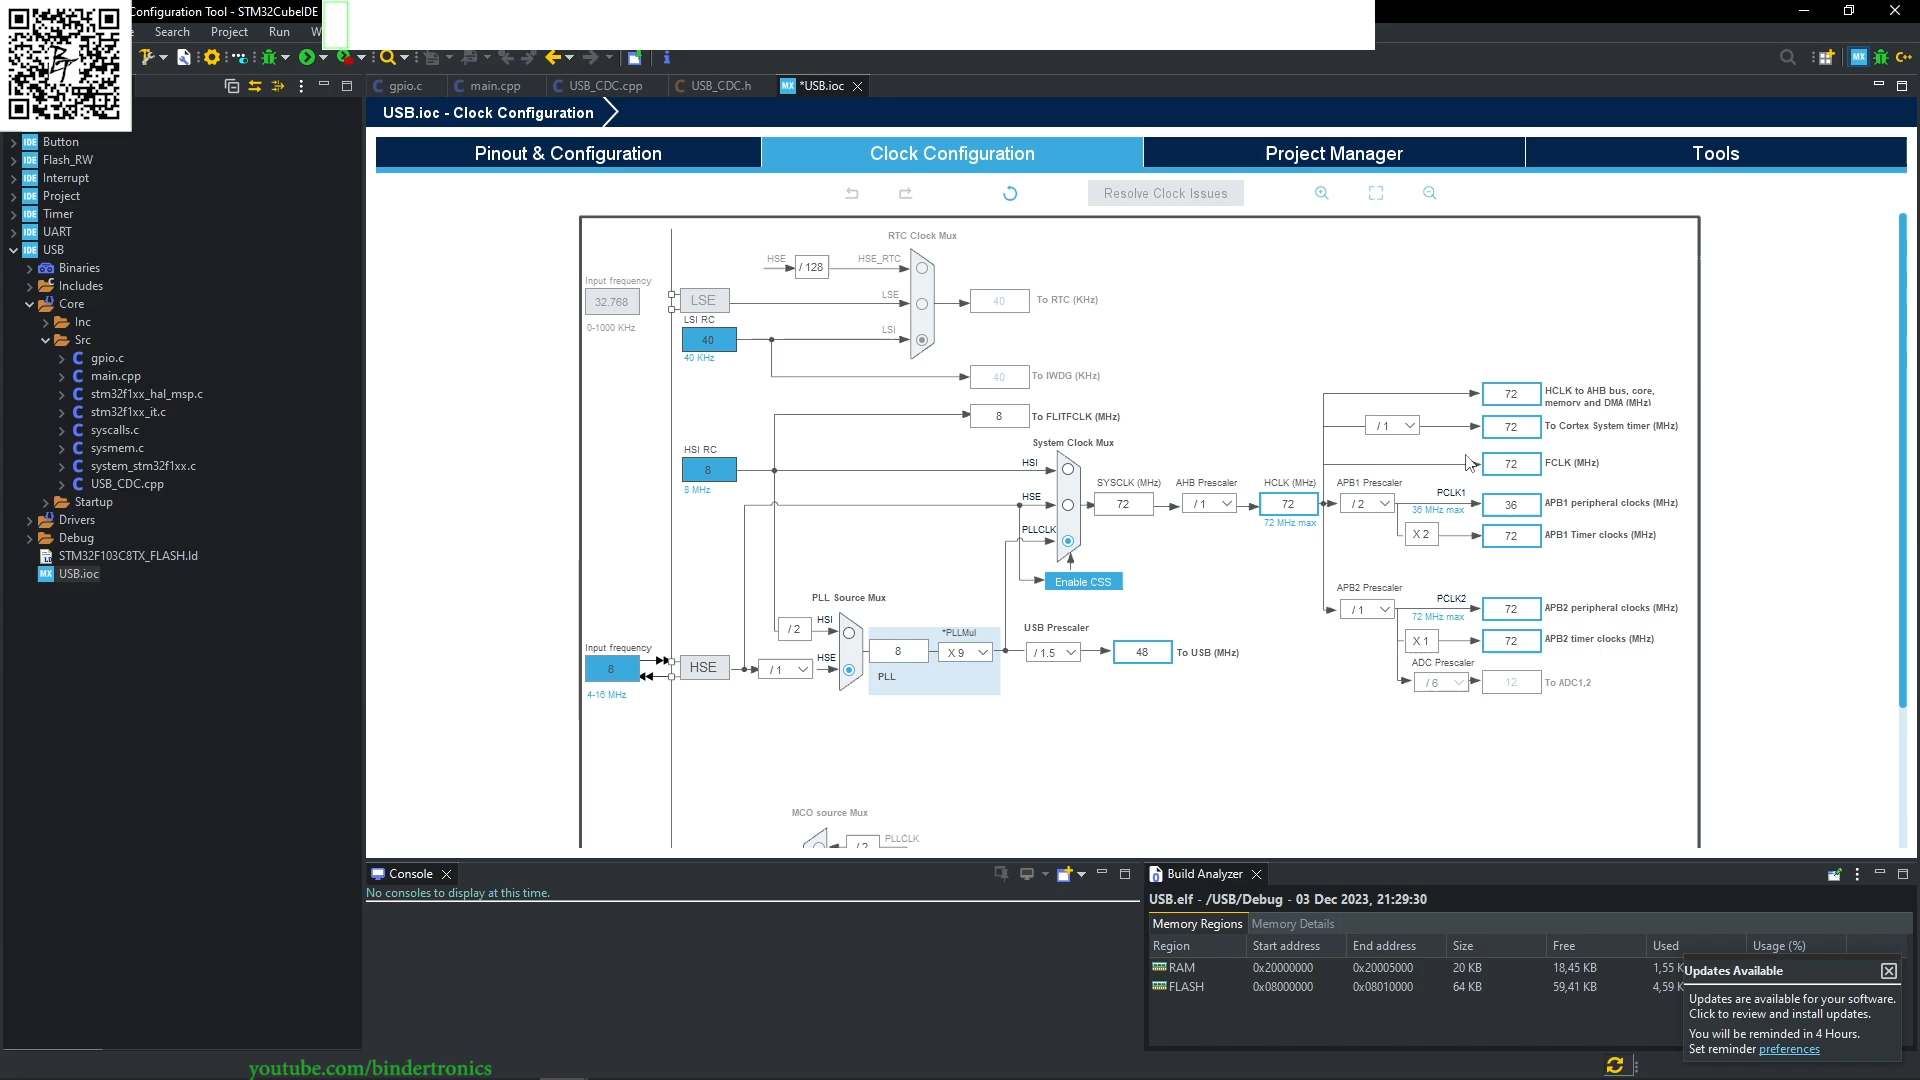 Configuration Tool - STM32CubeIDE
Search Project Run W
gpio.c main.cpp USB_CDC.cpp USB_CDC.h *USB.ioc
USB.ioc - Clock Configuration
Pinout & Configuration
Clock Configuration
Project Manager
Tools
Resolve Clock Issues
Button
Flash_RW
Interrupt
Project
Timer
UART
USB
Binaries
Includes
Core
Inc
Src
gpio.c
main.cpp
stm32f1xx_hal_msp.c
stm32f1xx_it.c
syscalls.c
sysmem.c
system_stm32f1xx.c
USB_CDC.cpp
Startup
Drivers
Debug
STM32F103C8TX_FLASH.ld
USB.ioc
RTC Clock Mux
HSE / 128 HSE_RTC
Input frequency
32.768
0-1000 KHz
LSE
LSE
40 To RTC (KHz)
LSI RC
40
40 KHz
LSI
40 To IWDG (KHz)
8 To FLITFCLK (MHz)
System Clock Mux
HSI RC
8
8 MHz
HSI
HSE
PLLCLK
SYSCLK (MHz)
72
AHB Prescaler
/ 1
HCLK (MHz)
72
72 MHz max
72 HCLK to AHB bus, core,
memory and DMA (MHz)
/ 1 72 To Cortex System timer (MHz)
72 FCLK (MHz)
APB1 Prescaler
/ 2
PCLK1
36 MHz max
36 APB1 peripheral clocks (MHz)
X 2 72 APB1 Timer clocks (MHz)
Enable CSS
APB2 Prescaler
/ 1
PCLK2
72 MHz max
72 APB2 peripheral clocks (MHz)
X 1 72 APB2 timer clocks (MHz)
ADC Prescaler
/ 6 12 To ADC1,2
PLL Source Mux
/ 2 HSI
Input frequency
8
4-16 MHz
HSE
/ 1 HSE
8
*PLLMul
X 9
PLL
USB Prescaler
/ 1.5 48 To USB (MHz)
MCO source Mux
/ 2 PLLCLK
Console
No consoles to display at this time.
Build Analyzer
USB.elf - /USB/Debug - 03 Dec 2023, 21:29:30
Memory Regions Memory Details
Region Start address End address Size Free Used Usage (%)
RAM 0x20000000 0x20005000 20 KB 18,45 KB 1,55 K
FLASH 0x08000000 0x08010000 64 KB 59,41 KB 4,59 K
Updates Available
Updates are available for your software.
Click to review and install updates.
You will be reminded in 4 Hours.
Set reminder preferences
youtube.com/bindertronics